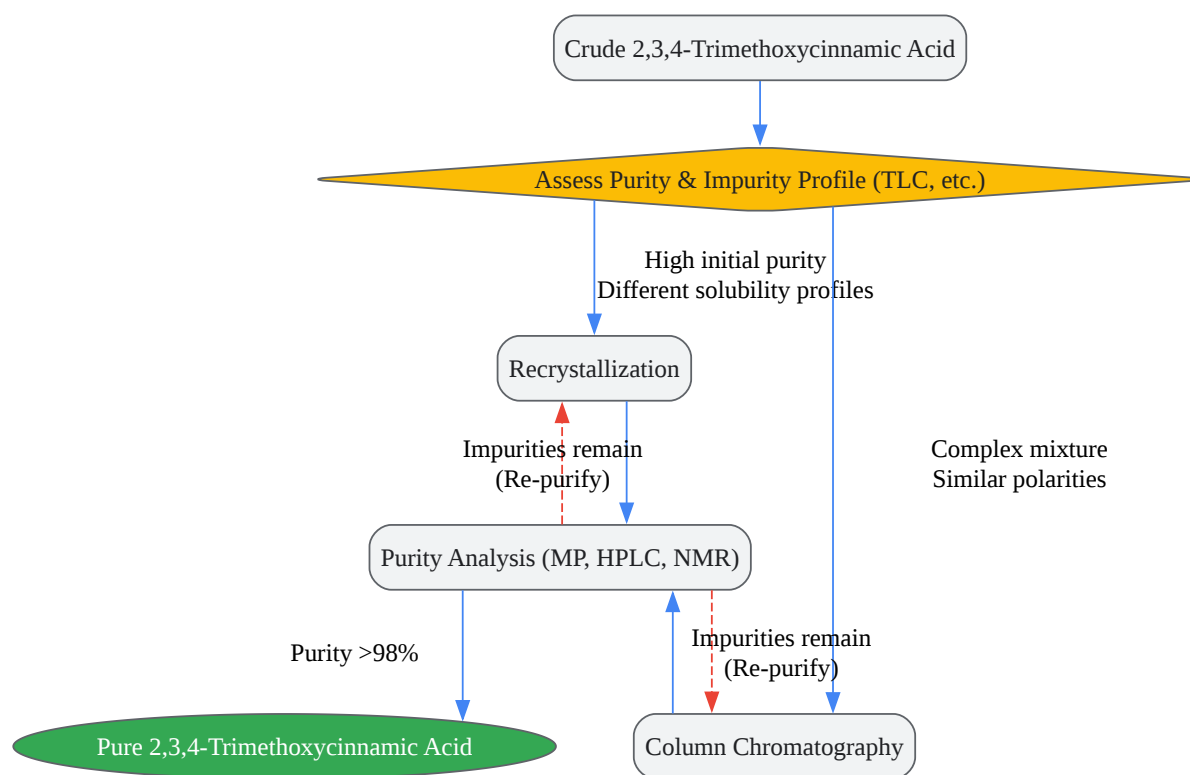 Crude 2,3,4-Trimethoxycinnamic Acid
Assess Purity & Impurity Profile (TLC, etc.)
High initial purity
Different solubility profiles
Recrystallization
Impurities remain
(Re-purify)
Complex mixture
Similar polarities
Purity Analysis (MP, HPLC, NMR)
Purity >98%
Impurities remain
(Re-purify)
Pure 2,3,4-Trimethoxycinnamic Acid
Column Chromatography